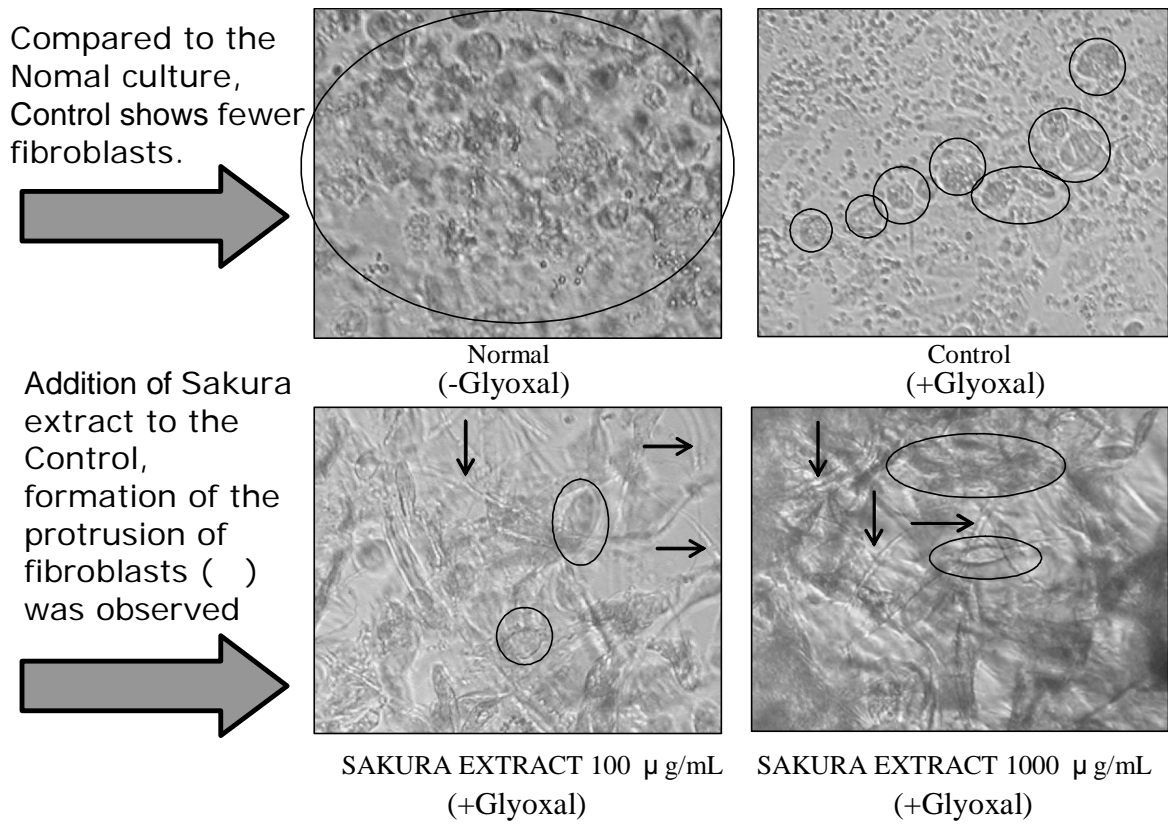 Compared to the
Nomal culture,
Control shows fewer
fibroblasts.
Normal
(-Glyoxal)
Control
(+Glyoxal)
Addition of Sakura
extract to the
Control,
formation of the
protrusion of
fibroblasts ( )
was observed
SAKURA EXTRACT 100 μ g/mL
(+Glyoxal)
SAKURA EXTRACT 1000 μ g/mL
(+Glyoxal)